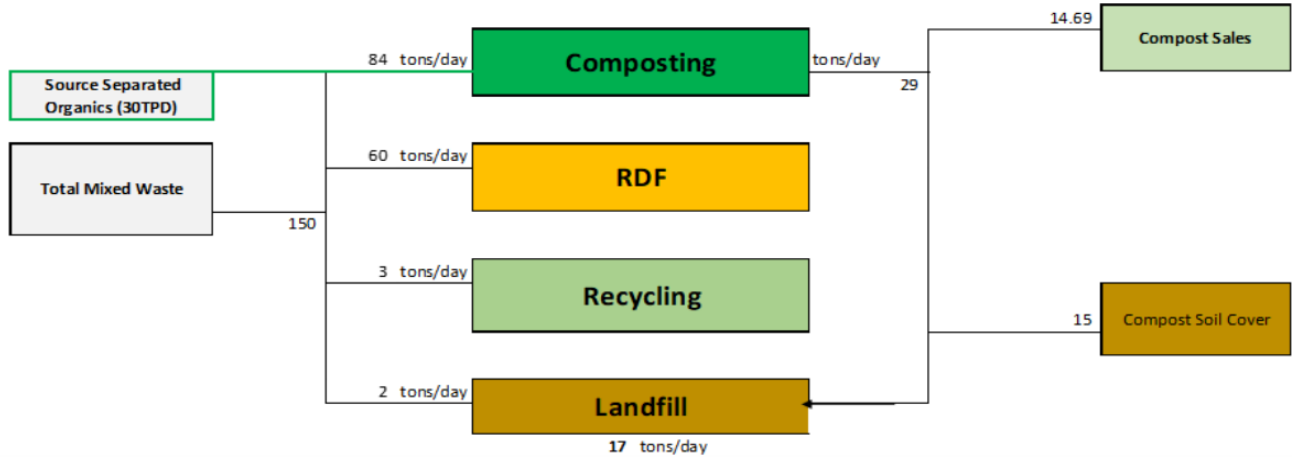 14.69
Compost Sales
84 tons/day
Composting
tons/day
29
Source Separated
Organics (30TPD)
60 tons/day
RDF
Total Mixed Waste
150
3 tons/day
Recycling
15
Compost Soil Cover
2 tons/day
Landfill
17 tons/day